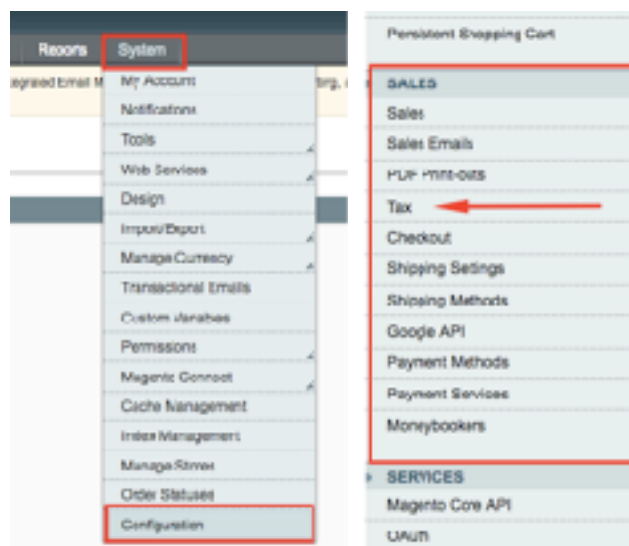 Reports System
My Account
Notifications
Tools
Web Services
Design
Import/Export
Manage Currency
Transactional Emails
Custom Variables
Permissions
Magento Connect
Cache Management
Index Management
Manage Stores
Order Statuses
Configuration
Persistent Shopping Cart
SALES
Sales
Sales Emails
PDF Print-outs
Tax
Checkout
Shipping Settings
Shipping Methods
Google API
Payment Methods
Payment Services
Moneybookers
SERVICES
Magento Core API
OAuth